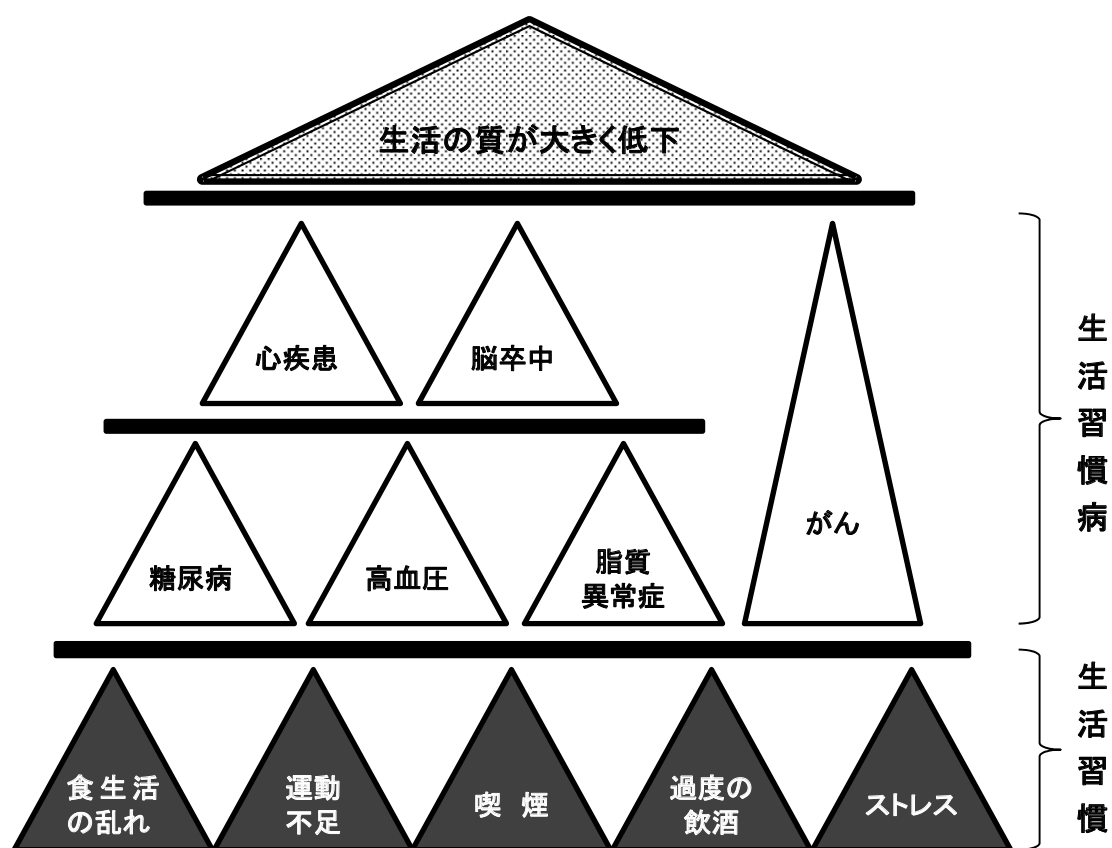 生活の質が大きく低下
心疾患
脳卒中
がん
糖尿病
高血圧
脂質
異常症
生活習慣病
食生活
の乱れ
運動
不足
喫 煙
過度の
飲酒
ストレス
生活習慣